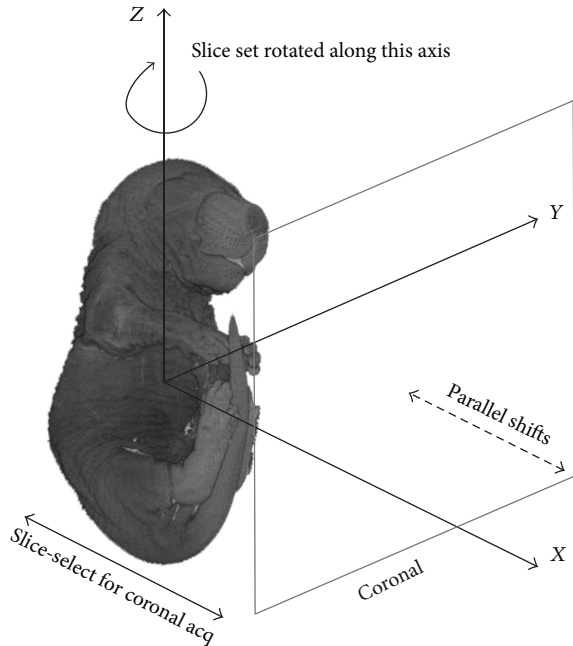 Z
Slice set rotated along this axis
Y
Parallel shifts
X
Coronal
Slice-select for coronal acq